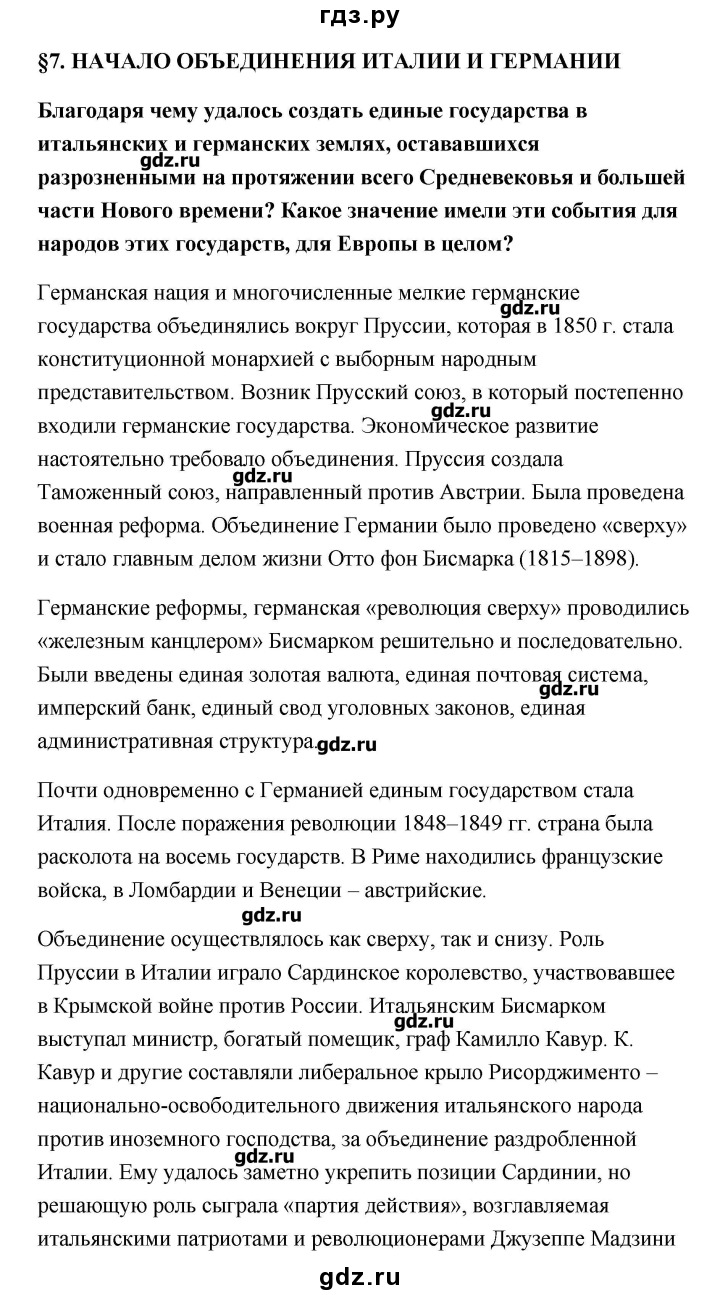 гдз.ру
§7. НАЧАЛО ОБЪЕДИНЕНИЯ ИТАЛИИ И ГЕРМАНИИ
Благодаря чему удалось создать единые государства в
итальянских и германских землях, остававшихся
gdz.ru
разрозненными на протяжении всего Средневековья и большей
части Нового времени? Какое значение имели эти события для
народов этих государств, для Европы в целом?
Германская нация и многочисленные мелкие германские
gdz.ru
государства объединялись вокруг Пруссии, которая в 1850 г. стала
конституционной монархией с выборным народным
представительством. Возник Прусский союз, в который постепенно
gdz.ru
входили германские государства. Экономическое развитие
настоятельно требовало объединения. Пруссия создала
gdz.ru
Таможенный союз, направленный против Австрии. Была проведена
военная реформа. Объединение Германии было проведено «сверху»
и стало главным делом жизни Отто фон Бисмарка (1815–1898).
Германские реформы, германская «революция сверху» проводились
«железным канцлером» Бисмарком решительно и последовательно.
Были введены единая золотая валюта, единая почтовая система,
gdz.ru
имперский банк, единый свод уголовных законов, единая
административная структура.
gdz.ru
Почти одновременно с Германией единым государством стала
Италия. После поражения революции 1848–1849 гг. страна была
расколота на восемь государств. В Риме находились французские
войска, в Ломбардии и Венеции – австрийские.
gdz.ru
Объединение осуществлялось как сверху, так и снизу. Роль
Пруссии в Италии играло Сардинское королевство, участвовавшее
в Крымской войне против России. Итальянским Бисмарком
gdz.ru
выступал министр, богатый помещик, граф Камилло Кавур. К.
Кавур и другие составляли либеральное крыло Рисорджименто –
национально-освободительного движения итальянского народа
против иноземного господства, за объединение раздробленной
gdz.ru
Италии. Ему удалось заметно укрепить позиции Сардинии, но
решающую роль сыграла «партия действия», возглавляемая
итальянскими патриотами и революционерами Джузеппе Мадзини
gdz.ru